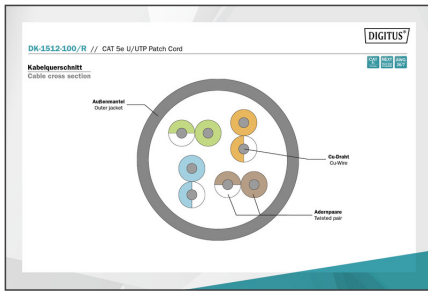 DIGITUS®
DK-1512-100/R // CAT 5e U/UTP Patch Cord
Kabelquerschnitt
Cable cross section
Außenmantel
Outer jacket
Cu-Draht
Cu-Wire
Adernpaare
Twisted pair